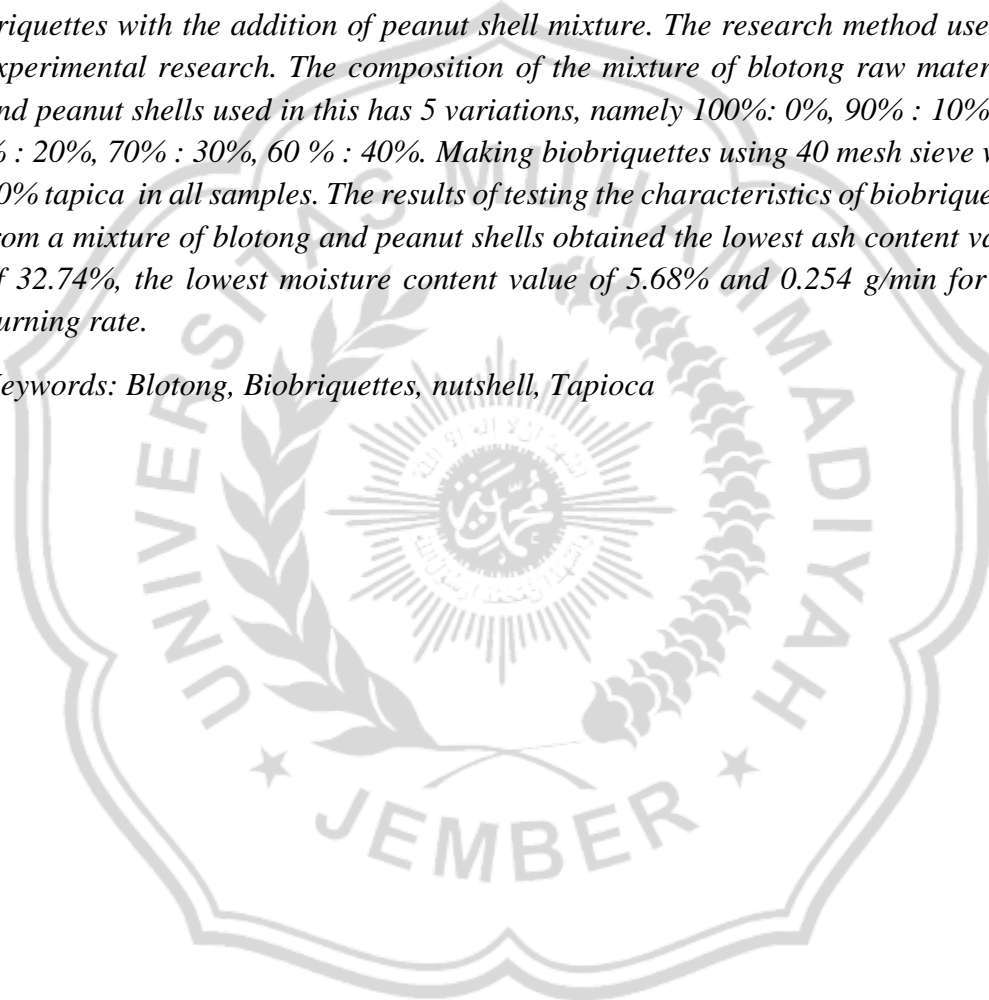 riquettes with the addition of peanut shell mixture. The research method use
xperimental research. The composition of the mixture of blotong raw mater
nd peanut shells used in this has 5 variations, namely 100%: 0%, 90% : 10%
% : 20%, 70% : 30%, 60 % : 40%. Making biobriquettes using 40 mesh sieve
0% tapica in all samples. The results of testing the characteristics of biobrique
rom a mixture of blotong and peanut shells obtained the lowest ash content va
f 32.74%, the lowest moisture content value of 5.68% and 0.254 g/min for
urning rate.
eywords: Blotong, Biobriquettes, nutshell, Tapioca
UNIVERSITAS MUHAMMADIYAH
JEMBER